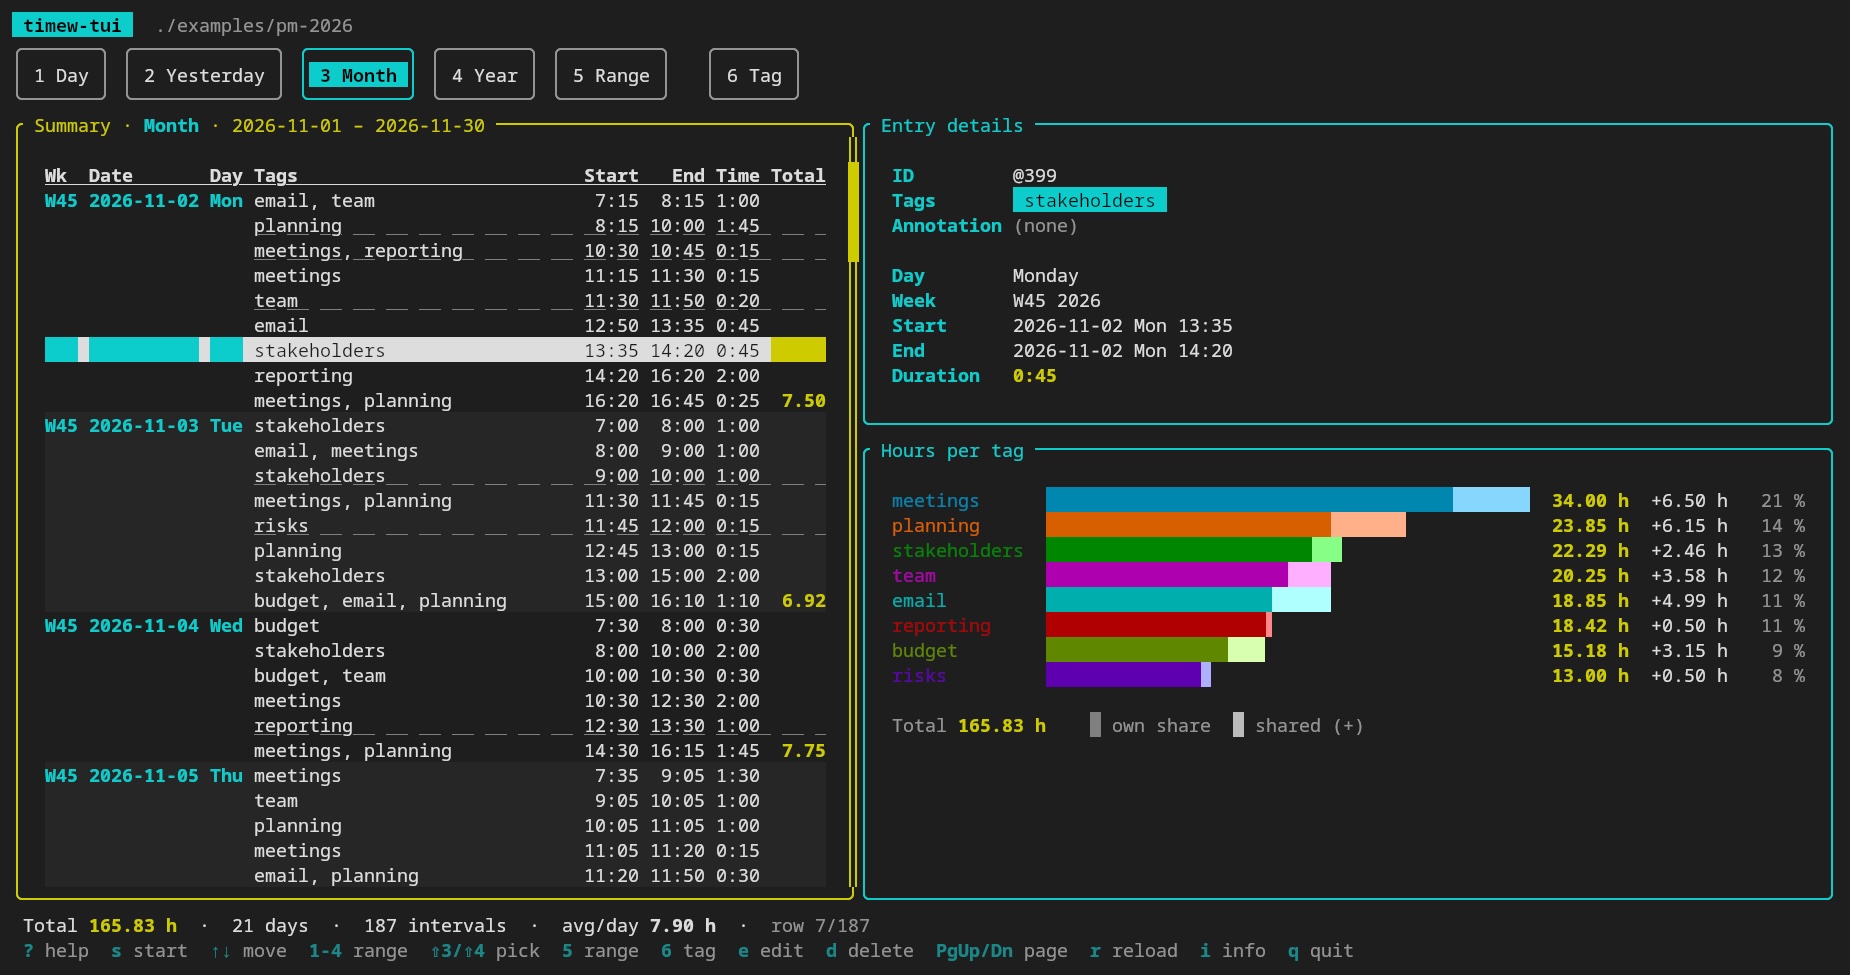 timew-tui ./examples/pm-2026
1 Day 2 Yesterday 3 Month 4 Year 5 Range 6 Tag
Summary · Month · 2026-11-01 – 2026-11-30
Wk Date Day Tags Start End Time Total
W45 2026-11-02 Mon email, team 7:15 8:15 1:00
planning 8:15 10:00 1:45
meetings, reporting 10:30 10:45 0:15
meetings 11:15 11:30 0:15
team 11:30 11:50 0:20
email 12:50 13:35 0:45
stakeholders 13:35 14:20 0:45
reporting 14:20 16:20 2:00
meetings, planning 16:20 16:45 0:25 7.50
W45 2026-11-03 Tue stakeholders 7:00 8:00 1:00
email, meetings 8:00 9:00 1:00
stakeholders 9:00 10:00 1:00
meetings, planning 11:30 11:45 0:15
risks 11:45 12:00 0:15
planning 12:45 13:00 0:15
stakeholders 13:00 15:00 2:00
budget, email, planning 15:00 16:10 1:10 6.92
W45 2026-11-04 Wed budget 7:30 8:00 0:30
stakeholders 8:00 10:00 2:00
budget, team 10:00 10:30 0:30
meetings 10:30 12:30 2:00
reporting 12:30 13:30 1:00
meetings, planning 14:30 16:15 1:45 7.75
W45 2026-11-05 Thu meetings 7:35 9:05 1:30
team 9:05 10:05 1:00
planning 10:05 11:05 1:00
meetings 11:05 11:20 0:15
email, planning 11:20 11:50 0:30
Entry details
ID @399
Tags stakeholders
Annotation (none)
Day Monday
Week W45 2026
Start 2026-11-02 Mon 13:35
End 2026-11-02 Mon 14:20
Duration 0:45
Hours per tag
meetings 34.00 h +6.50 h 21 %
planning 23.85 h +6.15 h 14 %
stakeholders 22.29 h +2.46 h 13 %
team 20.25 h +3.58 h 12 %
email 18.85 h +4.99 h 11 %
reporting 18.42 h +0.50 h 11 %
budget 15.18 h +3.15 h 9 %
risks 13.00 h +0.50 h 8 %
Total 165.83 h own share shared (+)
Total 165.83 h · 21 days · 187 intervals · avg/day 7.90 h · row 7/187
? help s start ↑↓ move 1-4 range ⇧3/⇧4 pick 5 range 6 tag e edit d delete PgUp/Dn page r reload i info q quit